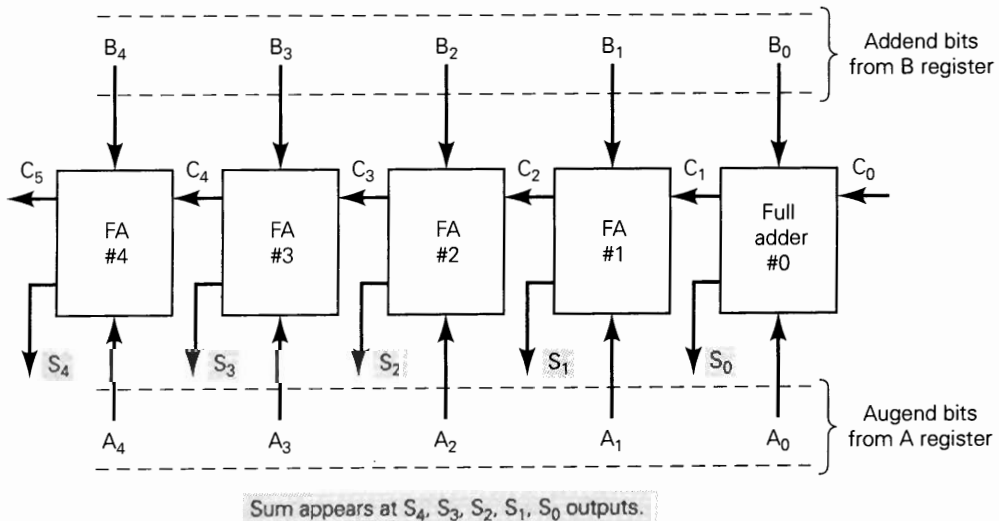 B₄ B₃ B₂ B₁ B₀
Addend bits
from B register
C₅ C₄ C₃ C₂ C₁ C₀
FA
#4
FA
#3
FA
#2
FA
#1
Full
adder
#0
S₄ S₃ S₂ S₁ S₀
A₄ A₃ A₂ A₁ A₀
Augend bits
from A register
Sum appears at S₄, S₃, S₂, S₁, S₀ outputs.